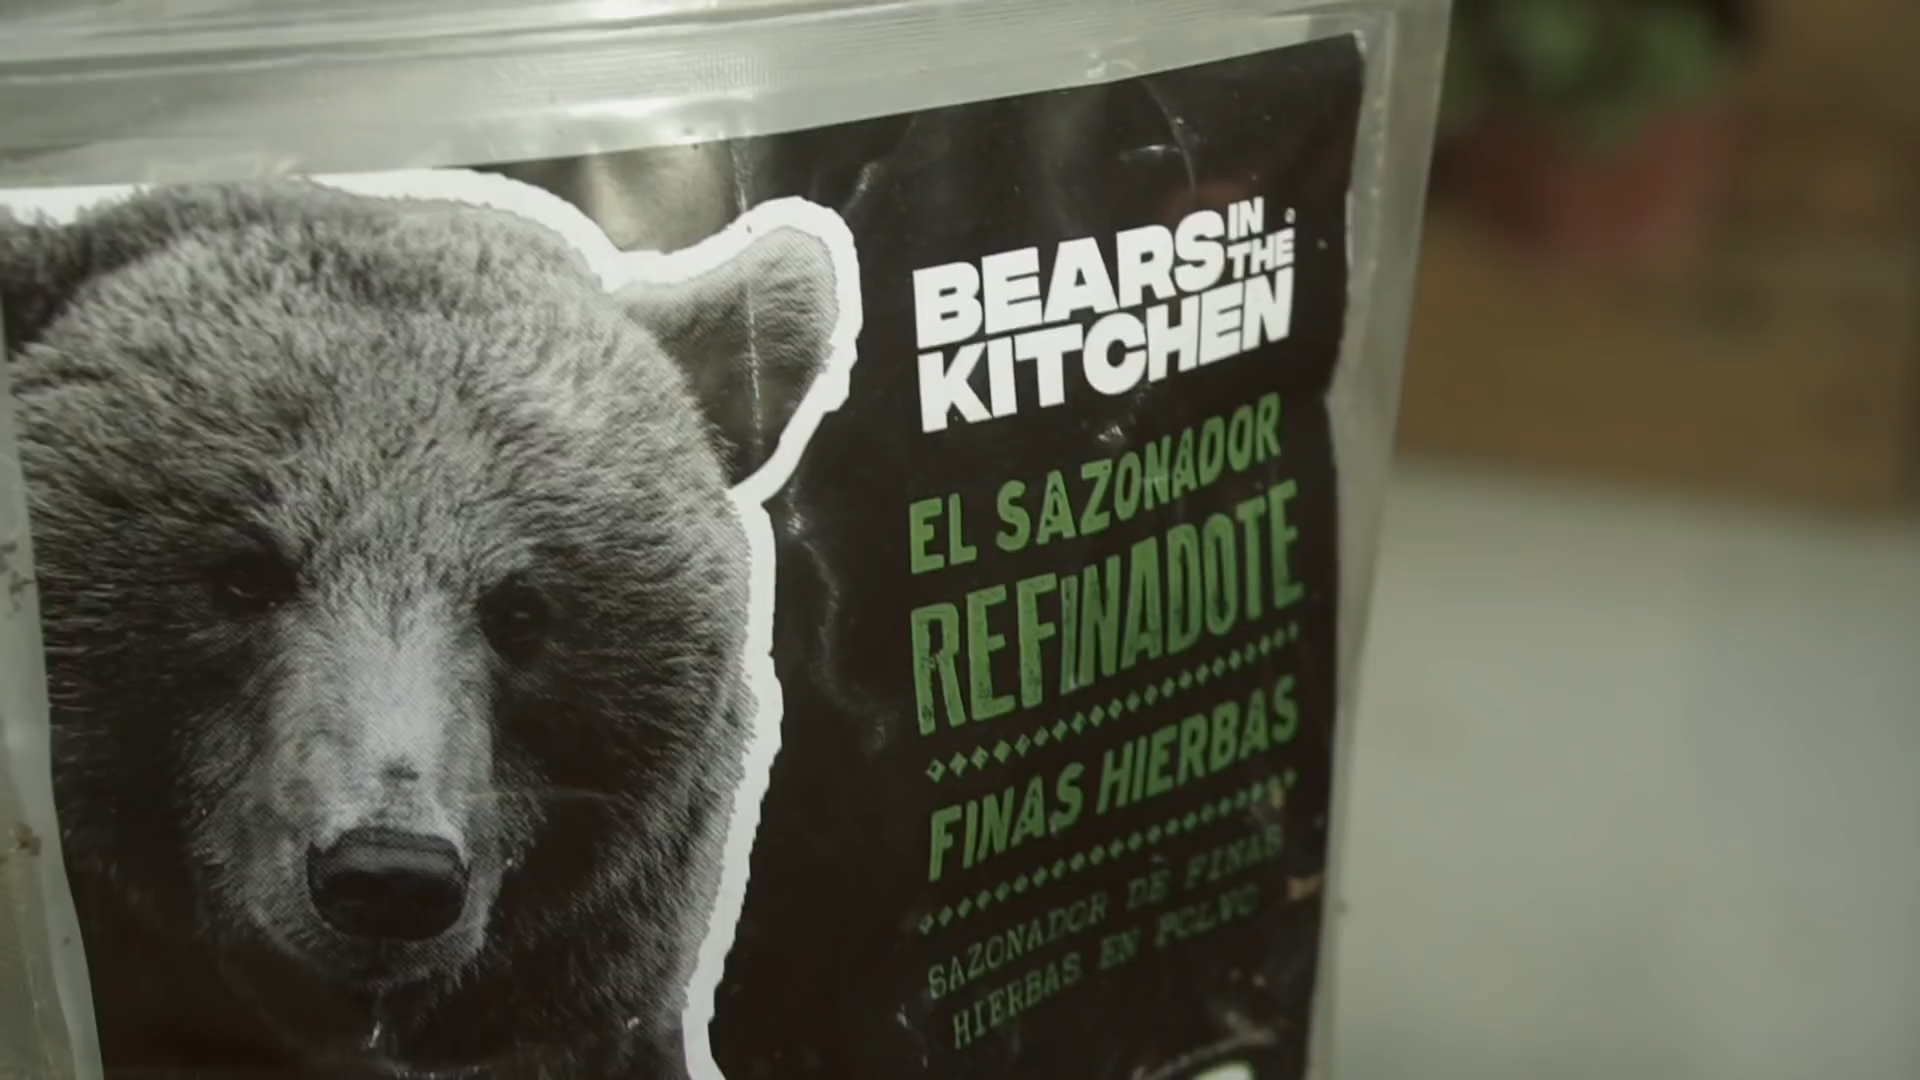 BEARS IN THE
KITCHEN
EL SAZONADOR
REFINADOTE
FINAS HIERBAS
SAZONADOR DE FINAS
HIERBAS EN POLVO